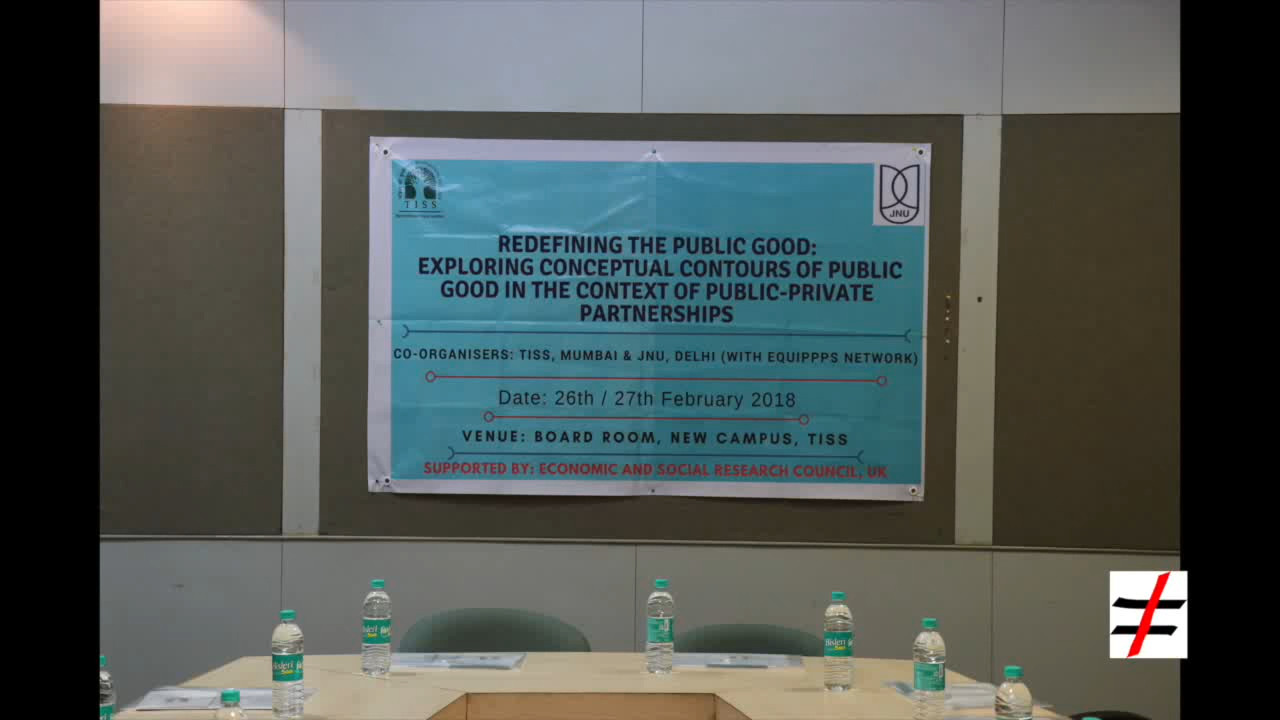 TISS
JNU
REDEFINING THE PUBLIC GOOD:
EXPLORING CONCEPTUAL CONTOURS OF PUBLIC
GOOD IN THE CONTEXT OF PUBLIC-PRIVATE
PARTNERSHIPS
CO-ORGANISERS: TISS, MUMBAI & JNU, DELHI (WITH EQUIPPPS NETWORK)
Date: 26th / 27th February 2018
VENUE: BOARD ROOM, NEW CAMPUS, TISS
SUPPORTED BY: ECONOMIC AND SOCIAL RESEARCH COUNCIL, UK
Bisleri
Bisleri